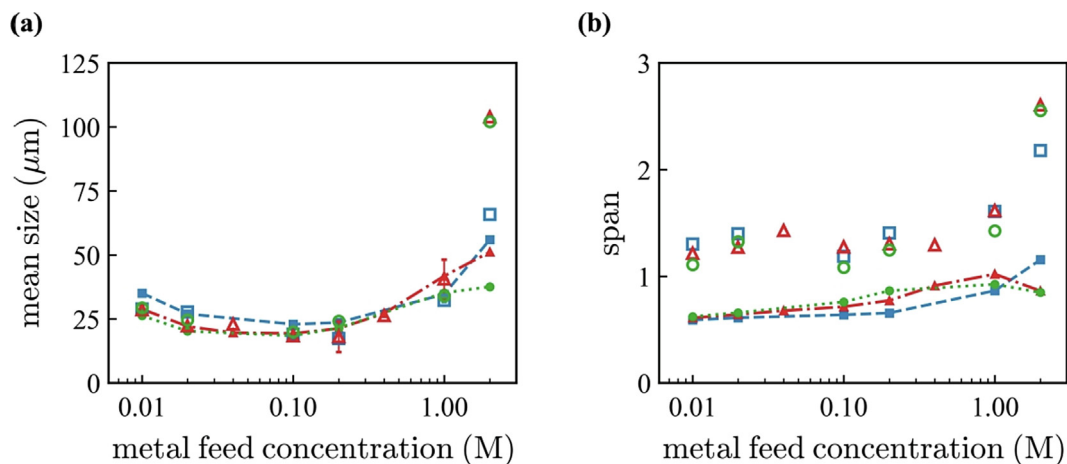 (a)
125
100
75
50
25
0
mean size (μm)
0.01 0.10 1.00
metal feed concentration (M)
(b)
3
2
1
0
span
0.01 0.10 1.00
metal feed concentration (M)